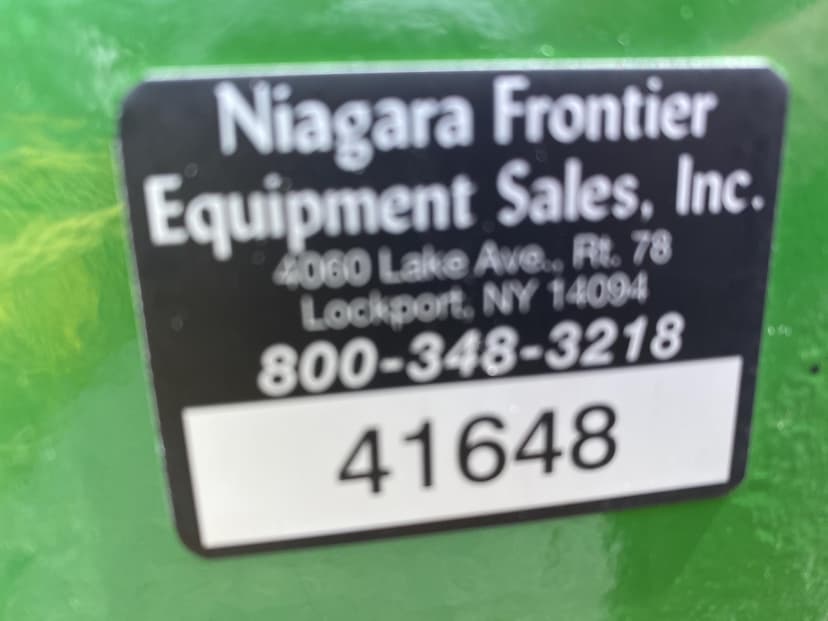 Niagara Frontier
Equipment Sales, Inc.
4060 Lake Ave., Rt. 78
Lockport, NY 14094
800-348-3218
41648